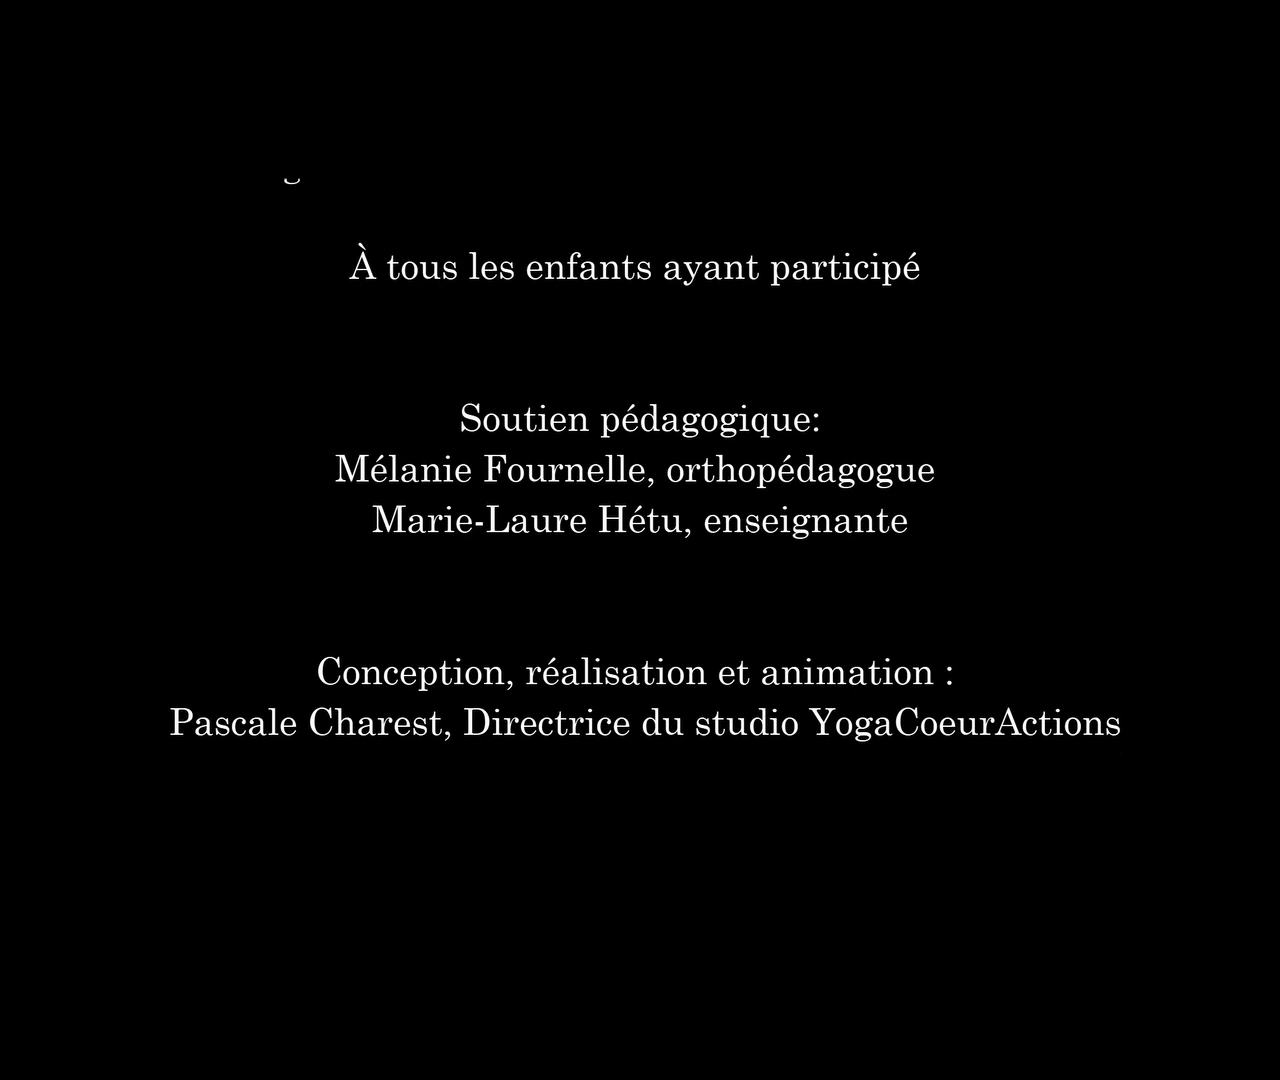 À tous les enfants ayant participé
Soutien pédagogique:
Mélanie Fournelle, orthopédagogue
Marie-Laure Hétu, enseignante
Conception, réalisation et animation :
Pascale Charest, Directrice du studio YogaCoeurActions